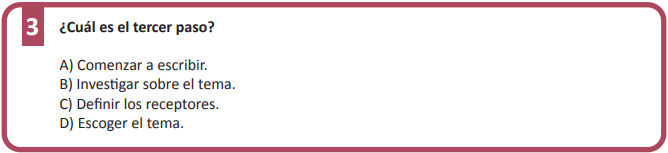 3
¿Cuál es el tercer paso?
A) Comenzar a escribir.
B) Investigar sobre el tema.
C) Definir los receptores.
D) Escoger el tema.